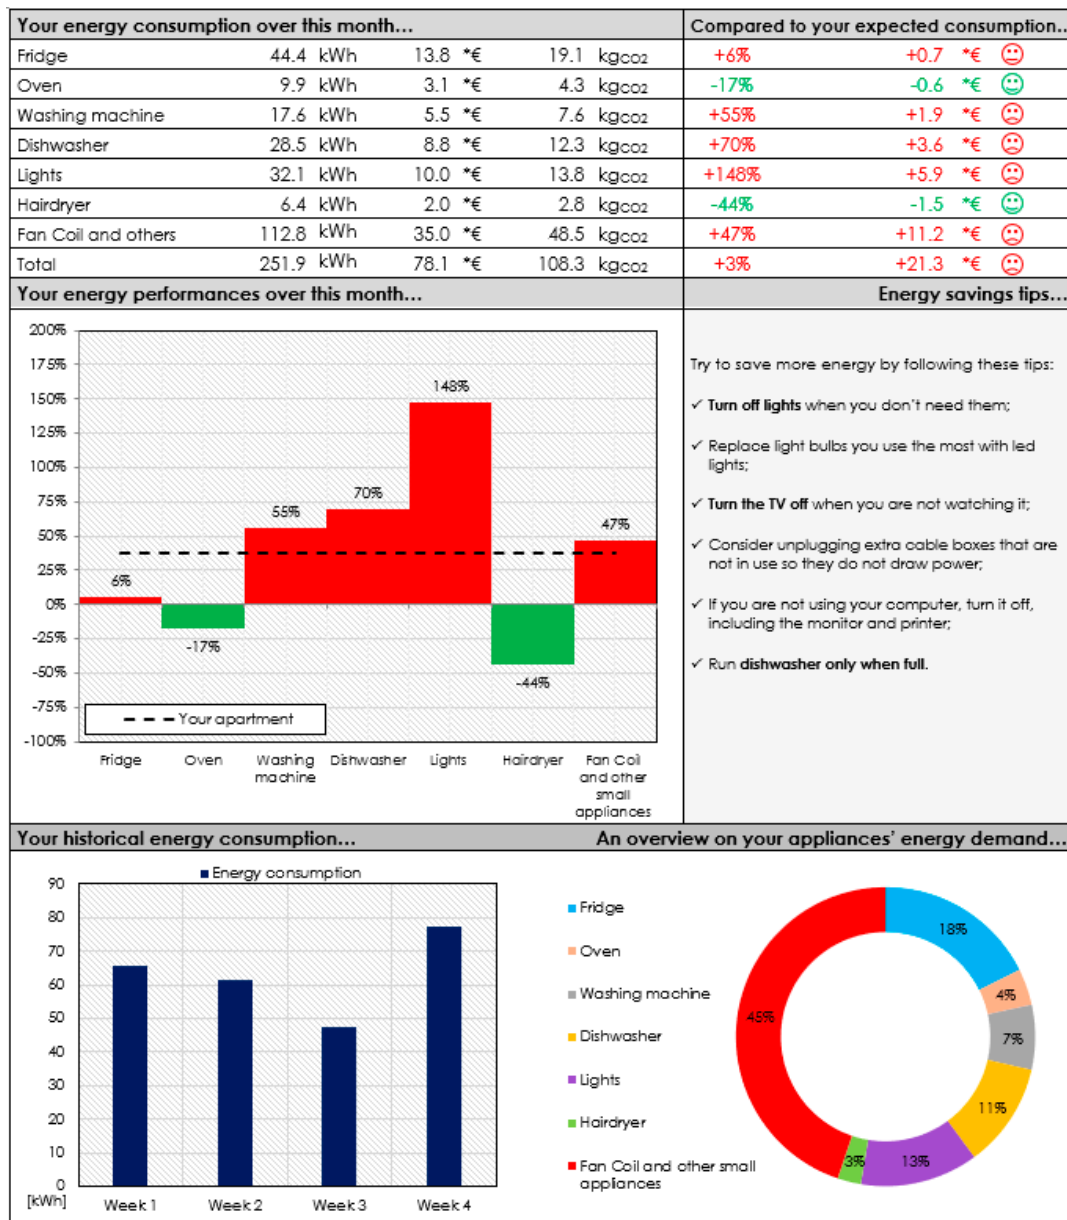 Your energy consumption over this month... Compared to your expected consumption...
Fridge 44.4 kWh 13.8 *€ 19.1 kgco2 +6% +0.7 *€
Oven 9.9 kWh 3.1 *€ 4.3 kgco2 -17% -0.6 *€
Washing machine 17.6 kWh 5.5 *€ 7.6 kgco2 +55% +1.9 *€
Dishwasher 28.5 kWh 8.8 *€ 12.3 kgco2 +70% +3.6 *€
Lights 32.1 kWh 10.0 *€ 13.8 kgco2 +148% +5.9 *€
Hairdryer 6.4 kWh 2.0 *€ 2.8 kgco2 -44% -1.5 *€
Fan Coil and others 112.8 kWh 35.0 *€ 48.5 kgco2 +47% +11.2 *€
Total 251.9 kWh 78.1 *€ 108.3 kgco2 +3% +21.3 *€
Your energy performances over this month... Energy savings tips...
200%
175%
150%
125%
100%
75%
50%
25%
0%
-25%
-50%
-75%
-100%
6%
-17%
55%
70%
148%
-44%
47%
Your apartment
Fridge
Oven
Washing
machine
Dishwasher
Lights
Hairdryer
Fan Coil
and other
small
appliances
Try to save more energy by following these tips:
✓ Turn off lights when you don't need them;
✓ Replace light bulbs you use the most with led
lights;
✓ Turn the TV off when you are not watching it;
✓ Consider unplugging extra cable boxes that are
not in use so they do not draw power;
✓ If you are not using your computer, turn it off,
including the monitor and printer;
✓ Run dishwasher only when full.
Your historical energy consumption... An overview on your appliances' energy demand...
Energy consumption
90
80
70
60
50
40
30
20
10
0
[kWh]
Week 1
Week 2
Week 3
Week 4
Fridge
Oven
Washing machine
Dishwasher
Lights
Hairdryer
Fan Coil and other small
appliances
18%
4%
7%
11%
13%
3%
45%